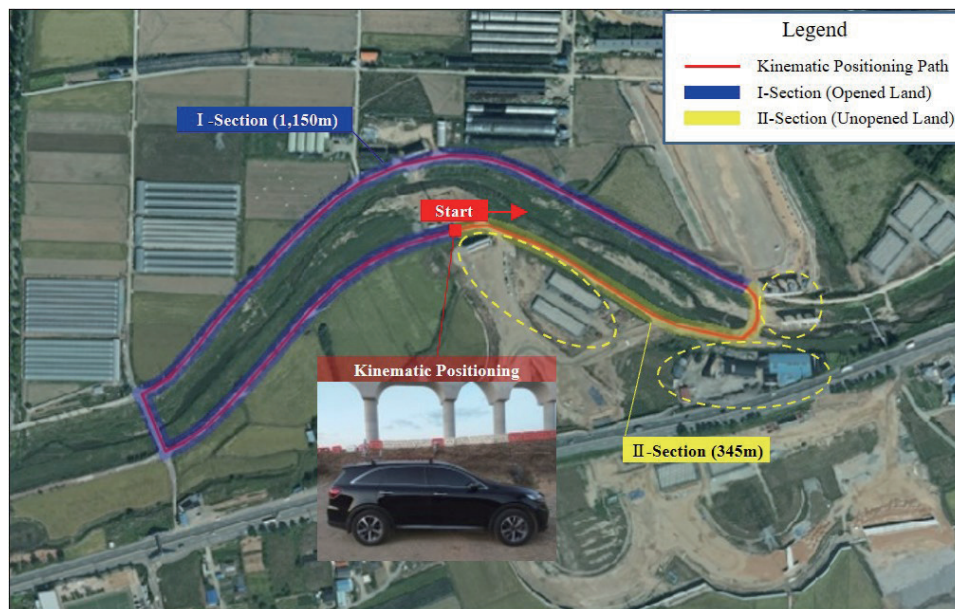 Legend
Kinematic Positioning Path
I-Section (Opened Land)
II-Section (Unopened Land)
I-Section (1,150m)
Start
Kinematic Positioning
II-Section (345m)